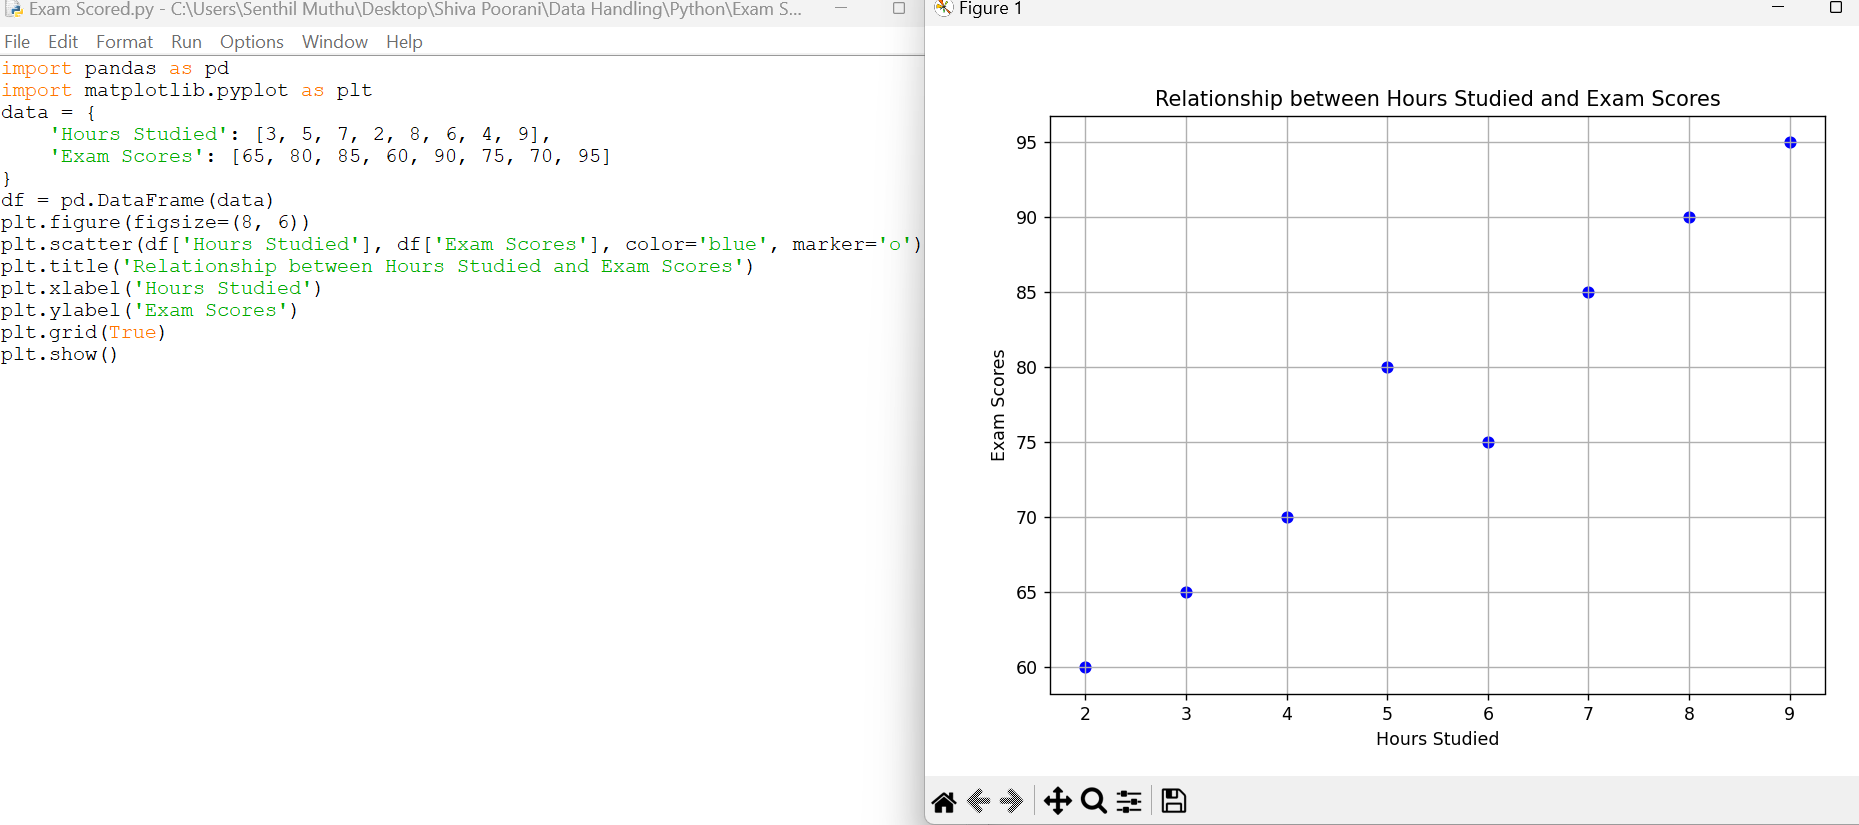 Exam Scored.py - C:\Users\Senthil Muthu\Desktop\Shiva Poorani\Data Handling\Python\Exam S...
File Edit Format Run Options Window Help
import pandas as pd
import matplotlib.pyplot as plt
data = {
    'Hours Studied': [3, 5, 7, 2, 8, 6, 4, 9],
    'Exam Scores': [65, 80, 85, 60, 90, 75, 70, 95]
}
df = pd.DataFrame(data)
plt.figure(figsize=(8, 6))
plt.scatter(df['Hours Studied'], df['Exam Scores'], color='blue', marker='o')
plt.title('Relationship between Hours Studied and Exam Scores')
plt.xlabel('Hours Studied')
plt.ylabel('Exam Scores')
plt.grid(True)
plt.show()
Figure 1
Relationship between Hours Studied and Exam Scores
95
90
85
80
75
70
65
60
Exam Scores
2 3 4 5 6 7 8 9
Hours Studied